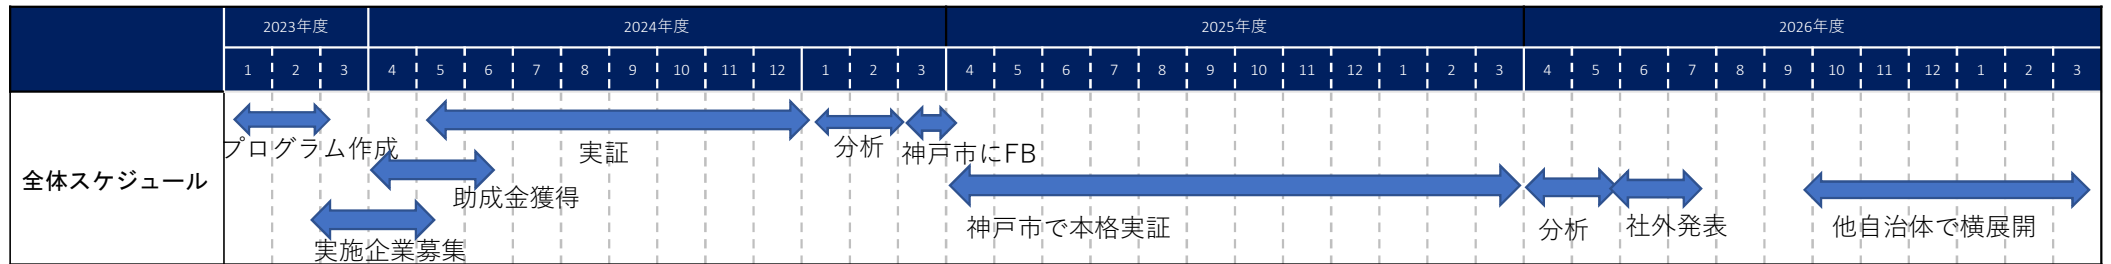 2023年度 2024年度 2025年度 2026年度
1 2 3 4 5 6 7 8 9 10 11 12 1 2 3 4 5 6 7 8 9 10 11 12 1 2 3 4 5 6 7 8 9 10 11 12 1 2 3
全体スケジュール
プログラム作成
実証
分析
神戸市にFB
助成金獲得
実施企業募集
神戸市で本格実証
分析
社外発表
他自治体で横展開